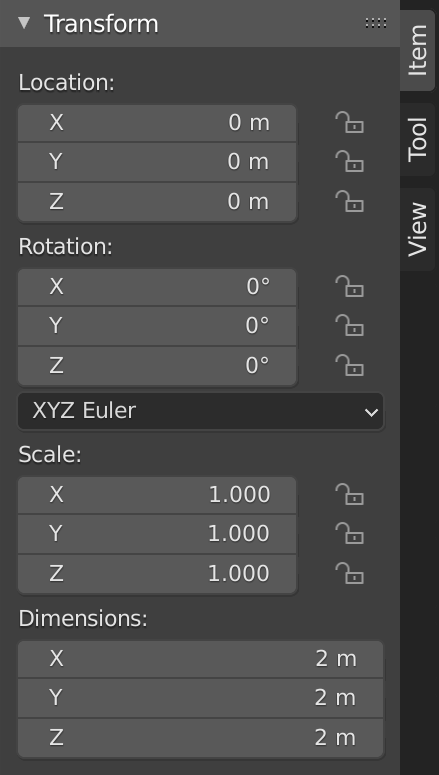 Transform
Location:
X 0 m
Y 0 m
Z 0 m
Rotation:
X 0°
Y 0°
Z 0°
XYZ Euler
Scale:
X 1.000
Y 1.000
Z 1.000
Dimensions:
X 2 m
Y 2 m
Z 2 m
Item
Tool
View